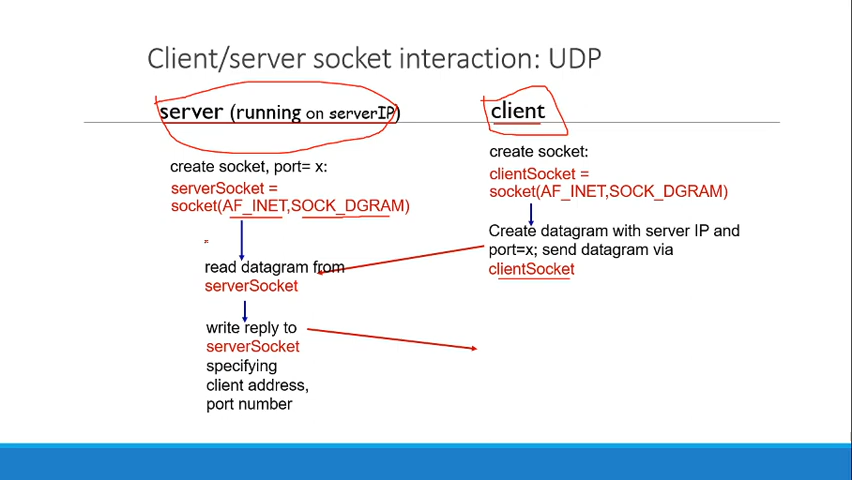 Client/server socket interaction: UDP
server (running on serverIP)
create socket, port= x:
serverSocket =
socket(AF_INET,SOCK_DGRAM)
read datagram from
serverSocket
write reply to
serverSocket
specifying
client address,
port number
client
create socket:
clientSocket =
socket(AF_INET,SOCK_DGRAM)
Create datagram with server IP and
port=x; send datagram via
clientSocket